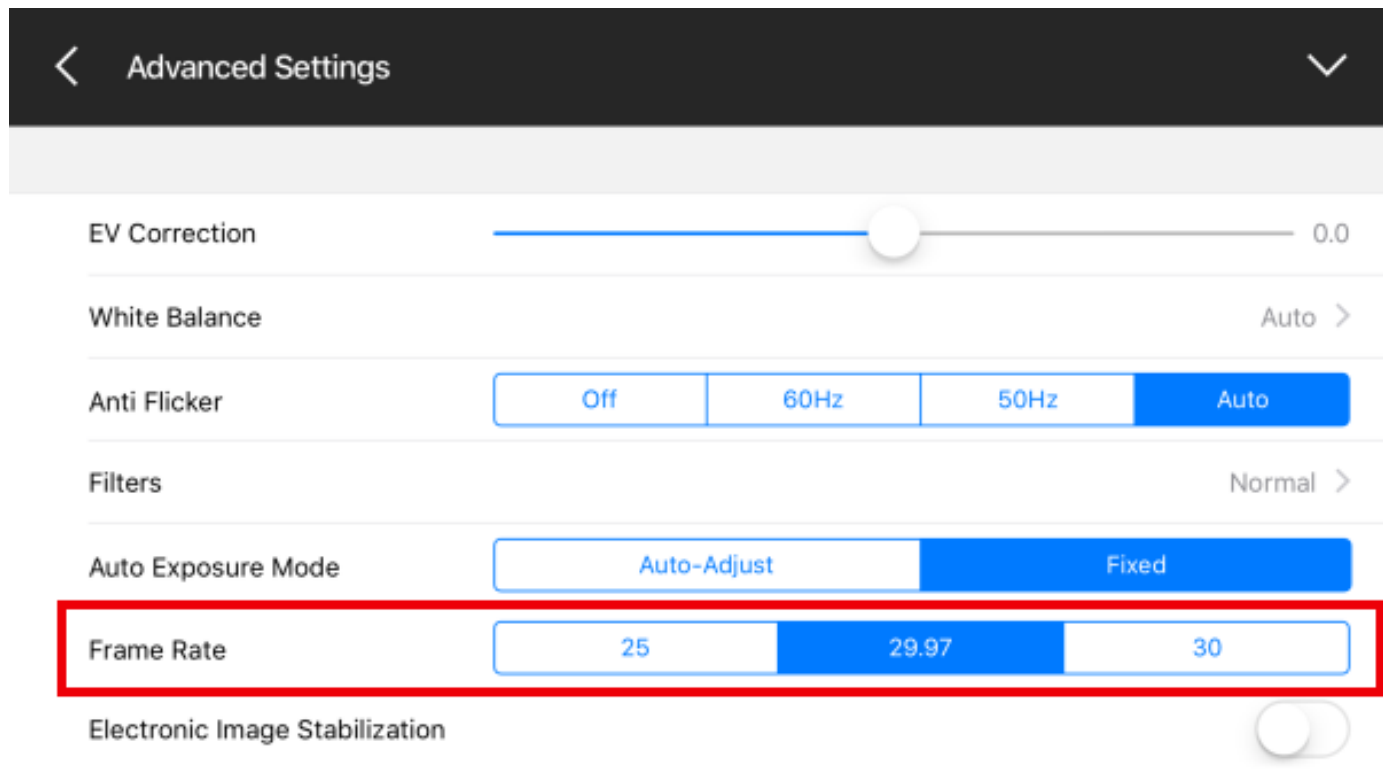 Advanced Settings
EV Correction 0.0
White Balance Auto
Anti Flicker Off 60Hz 50Hz Auto
Filters Normal
Auto Exposure Mode Auto-Adjust Fixed
Frame Rate 25 29.97 30
Electronic Image Stabilization